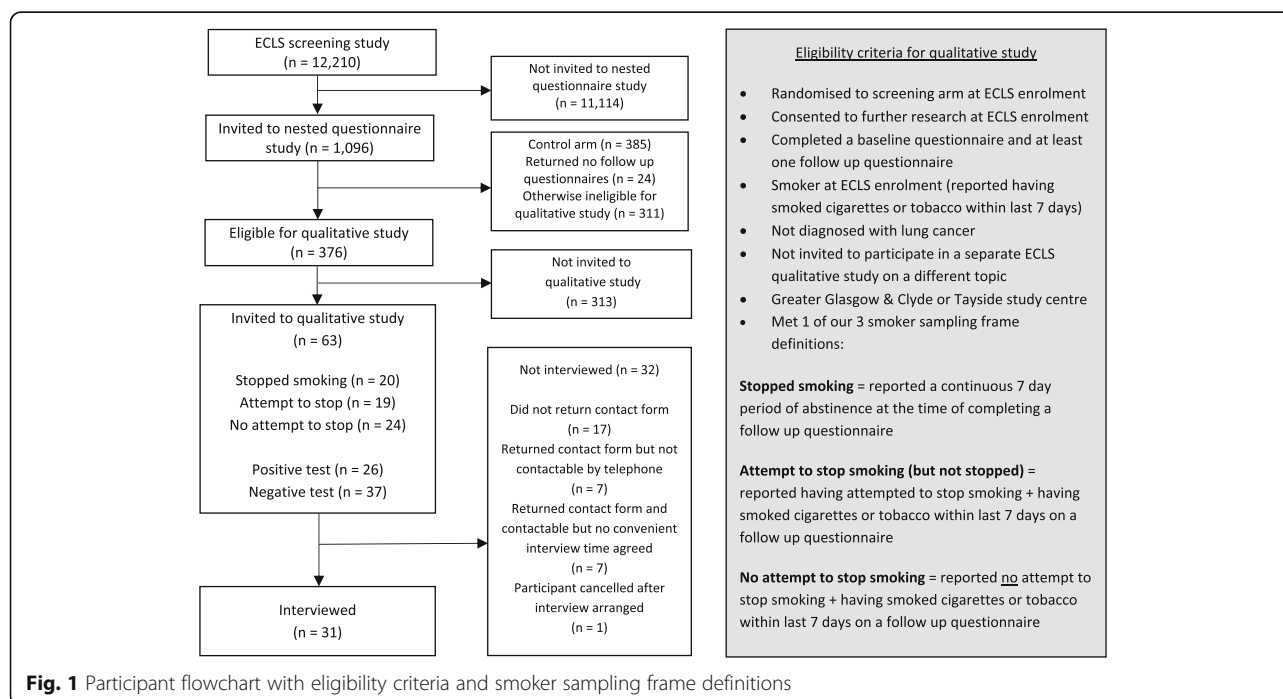 ECLS screening study
(n = 12,210)
Not invited to nested
questionnaire study
(n = 11,114)
Invited to nested questionnaire
study (n = 1,096)
Control arm (n = 385)
Returned no follow up
questionnaires (n = 24)
Otherwise ineligible for
qualitative study (n = 311)
Eligible for qualitative study
(n = 376)
Not invited to
qualitative study
(n = 313)
Invited to qualitative study
(n = 63)
Stopped smoking (n = 20)
Attempt to stop (n = 19)
No attempt to stop (n = 24)
Positive test (n = 26)
Negative test (n = 37)
Not interviewed (n = 32)
Did not return contact form
(n = 17)
Returned contact form but not
contactable by telephone
(n = 7)
Returned contact form and
contactable but no convenient
interview time agreed
(n = 7)
Participant cancelled after
interview arranged
(n = 1)
Interviewed
(n = 31)
Eligibility criteria for qualitative study
• Randomised to screening arm at ECLS enrolment
• Consented to further research at ECLS enrolment
• Completed a baseline questionnaire and at least
one follow up questionnaire
• Smoker at ECLS enrolment (reported having
smoked cigarettes or tobacco within last 7 days)
• Not diagnosed with lung cancer
• Not invited to participate in a separate ECLS
qualitative study on a different topic
• Greater Glasgow & Clyde or Tayside study centre
• Met 1 of our 3 smoker sampling frame
definitions:
Stopped smoking = reported a continuous 7 day
period of abstinence at the time of completing a
follow up questionnaire
Attempt to stop smoking (but not stopped) =
reported having attempted to stop smoking + having
smoked cigarettes or tobacco within last 7 days on a
follow up questionnaire
No attempt to stop smoking = reported no attempt to
stop smoking + having smoked cigarettes or tobacco
within last 7 days on a follow up questionnaire
Fig. 1 Participant flowchart with eligibility criteria and smoker sampling frame definitions